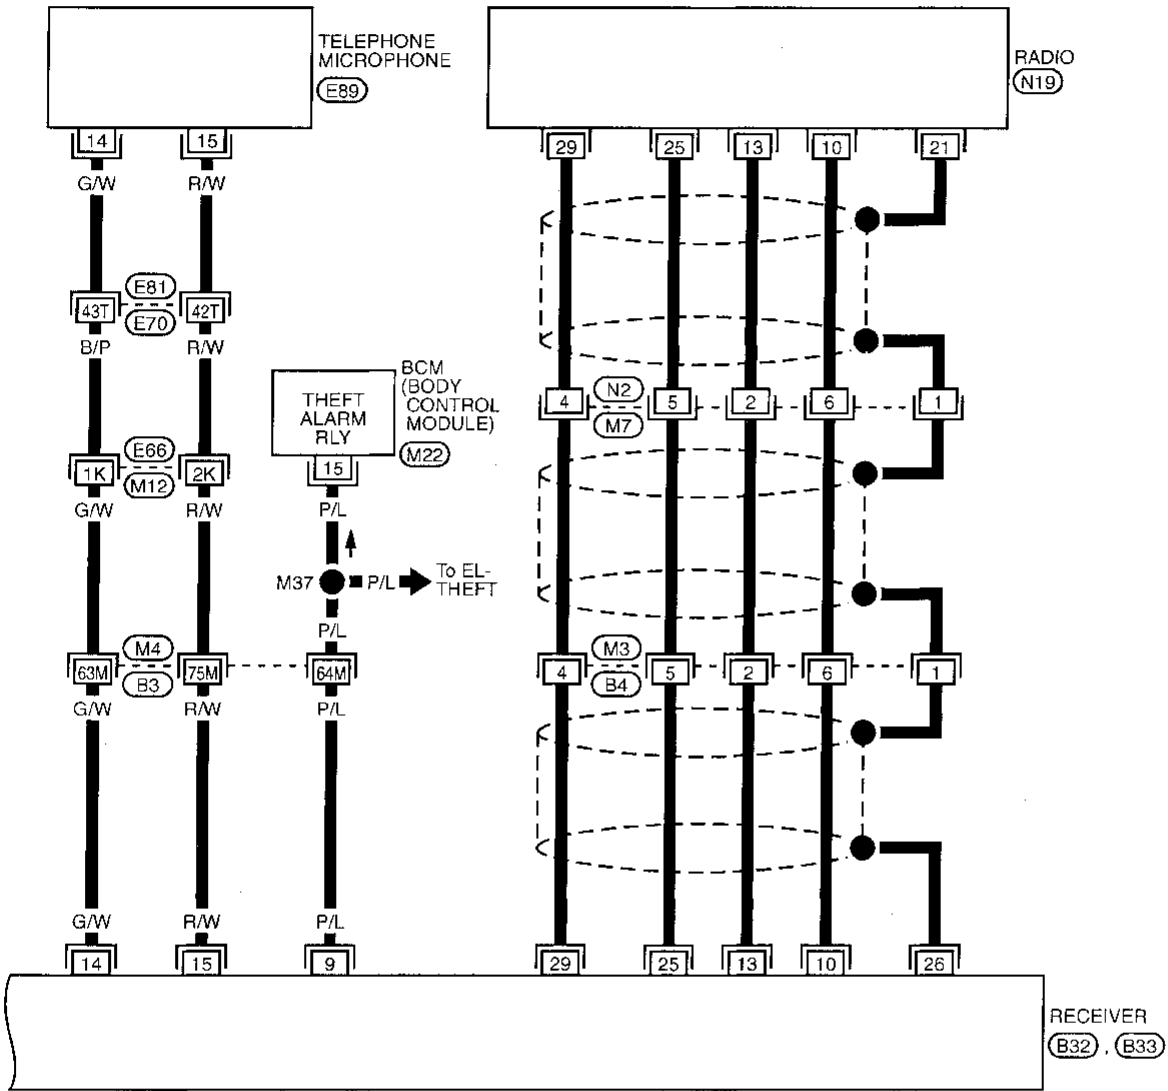 TELEPHONE
MICROPHONE
E89
RADIO
N19
14 15
29 25 13 10 21
G/W R/W
E81
43T 42T
E70
B/P R/W
BCM
(BODY
CONTROL
MODULE)
M22
THEFT
ALARM
RLY
15
N2
4 5 2 6 1
M7
E66
1K 2K
M12
G/W R/W P/L
M37 P/L To EL-
THEFT
P/L
M4
63M 75M 64M
B3
M3
4 5 2 6 1
B4
G/W R/W P/L
G/W R/W P/L
14 15 9 29 25 13 10 26
RECEIVER
B32 , B33